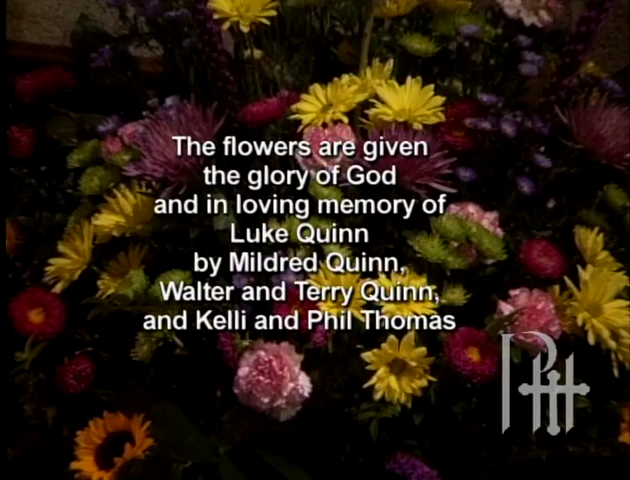 The flowers are given
the glory of God
and in loving memory of
Luke Quinn
by Mildred Quinn,
Walter and Terry Quinn,
and Kelli and Phil Thomas